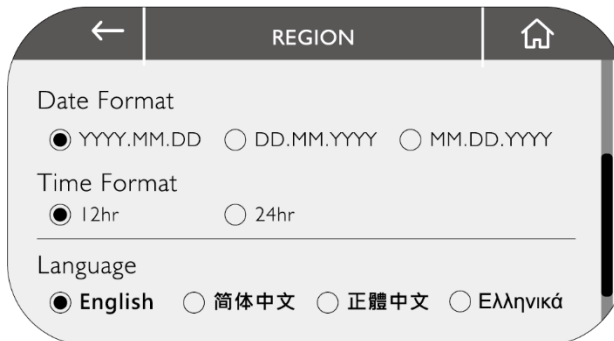 REGION
Date Format
YYYY.MM.DD DD.MM.YYYY MM.DD.YYYY
Time Format
12hr 24hr
Language
English 简体中文 正體中文 Ελληνικά